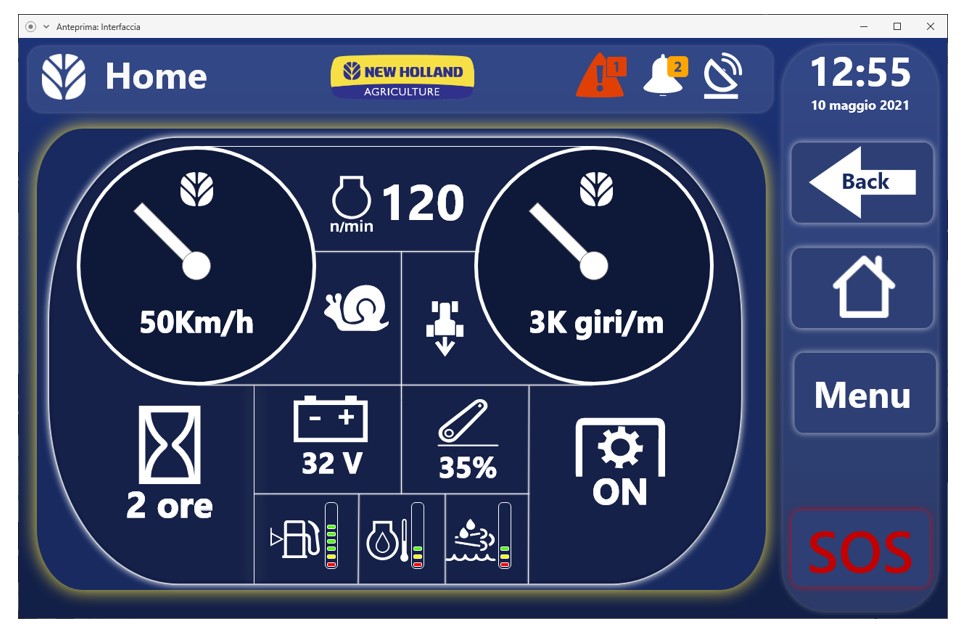 Anteprima: Interfaccia
Home
NEW HOLLAND
AGRICULTURE
1
2
12:55
10 maggio 2021
Back
n/min
120
50Km/h
3K giri/m
Menu
- +
32 V
35%
2 ore
ON
SOS